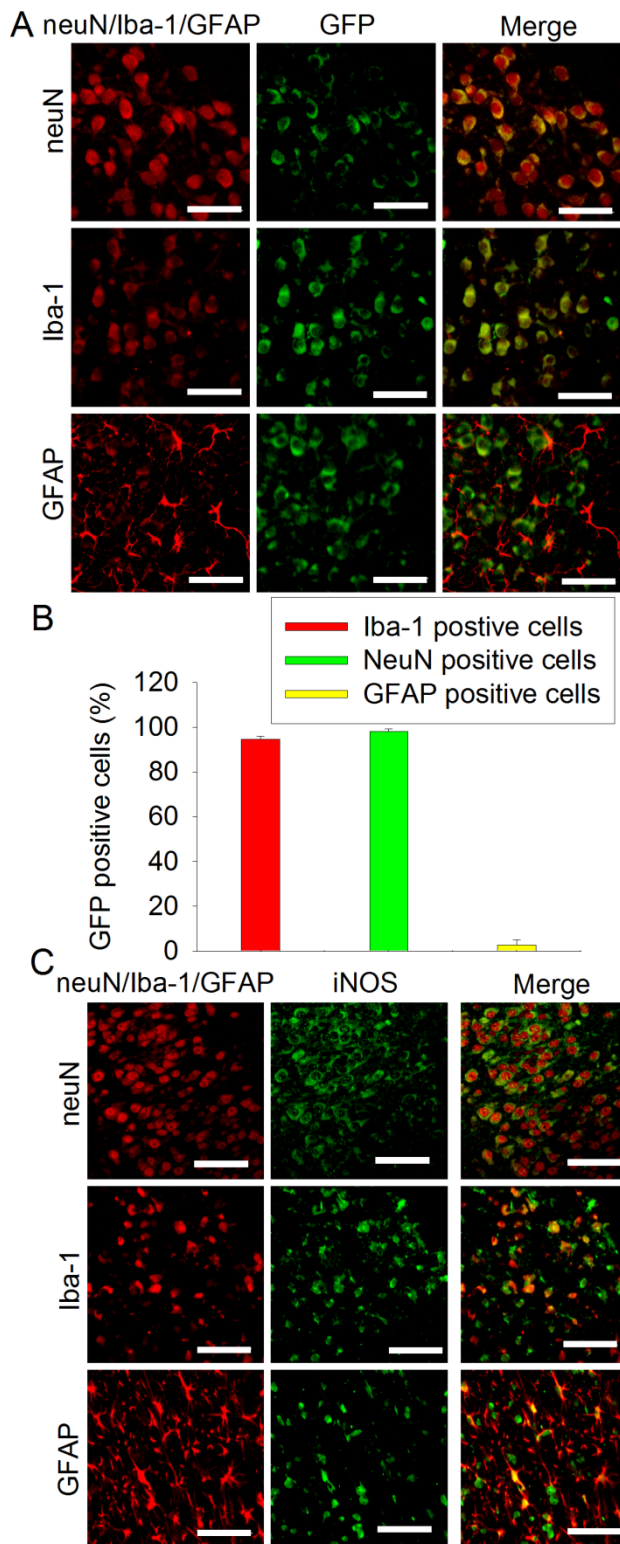 A neuN/Iba-1/GFAP GFP Merge
neuN
Iba-1
GFAP
B
Iba-1 postive cells
NeuN positive cells
GFAP positive cells
GFP positive cells (%)
120
100
80
60
40
20
0
C
neuN/Iba-1/GFAP iNOS Merge
neuN
Iba-1
GFAP